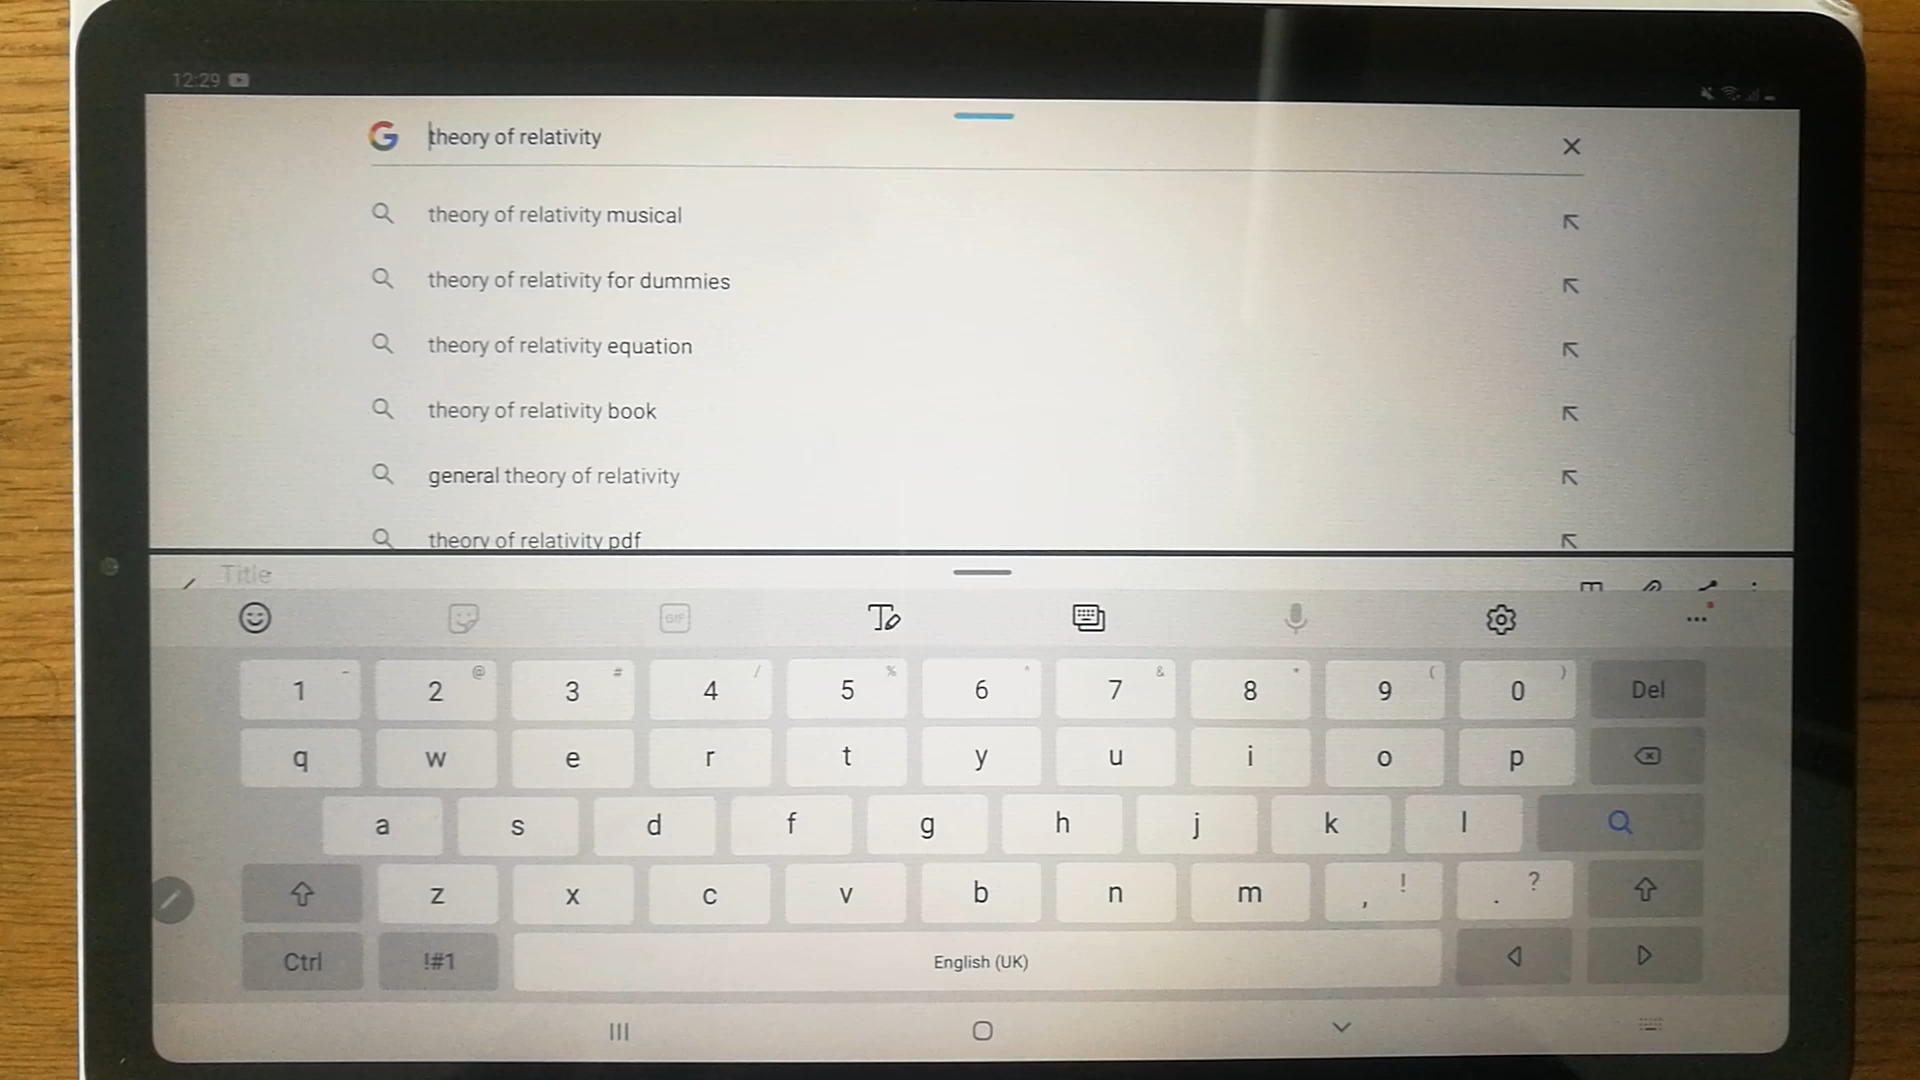 12:29
theory of relativity
theory of relativity musical
theory of relativity for dummies
theory of relativity equation
theory of relativity book
general theory of relativity
theory of relativity pdf
Title
GIF
1 - 2 @ 3 # 4 / 5 % 6 ^ 7 & 8 * 9 ( 0 ) Del
q w e r t y u i o p
a s d f g h j k l
z x c v b n m , ! . ?
Ctrl !#1 English (UK)